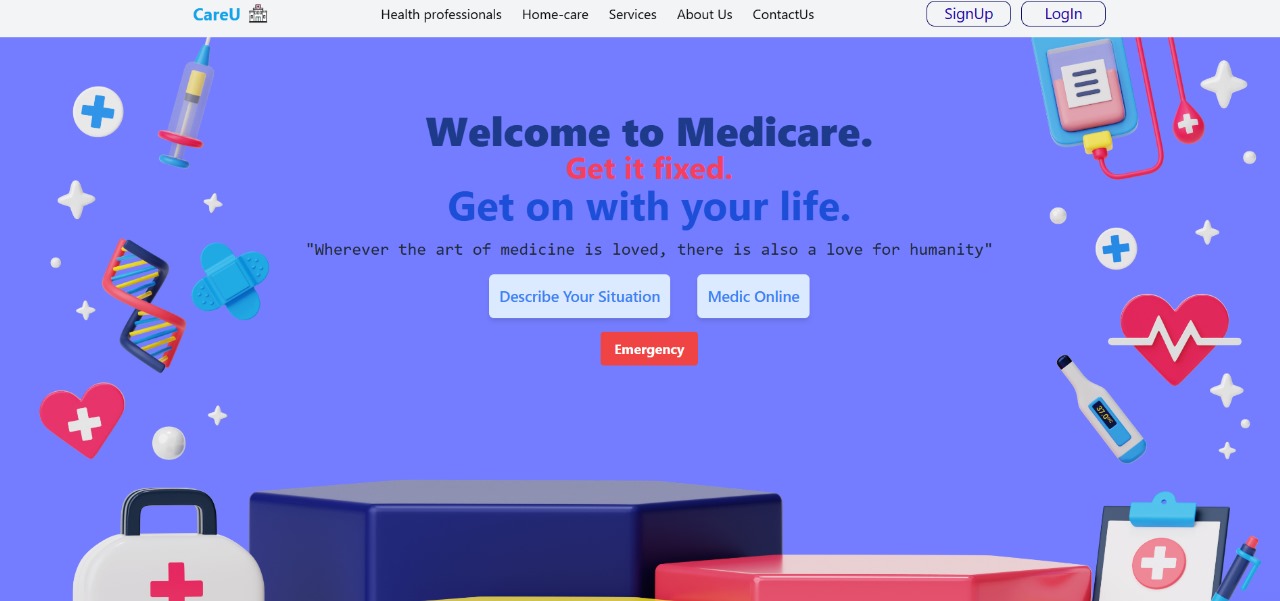 CareU
Health professionals Home-care Services About Us ContactUs
SignUp LogIn
Welcome to Medicare.
Get it fixed.
Get on with your life.
"Wherever the art of medicine is loved, there is also a love for humanity"
Describe Your Situation Medic Online
Emergency
37.0°C